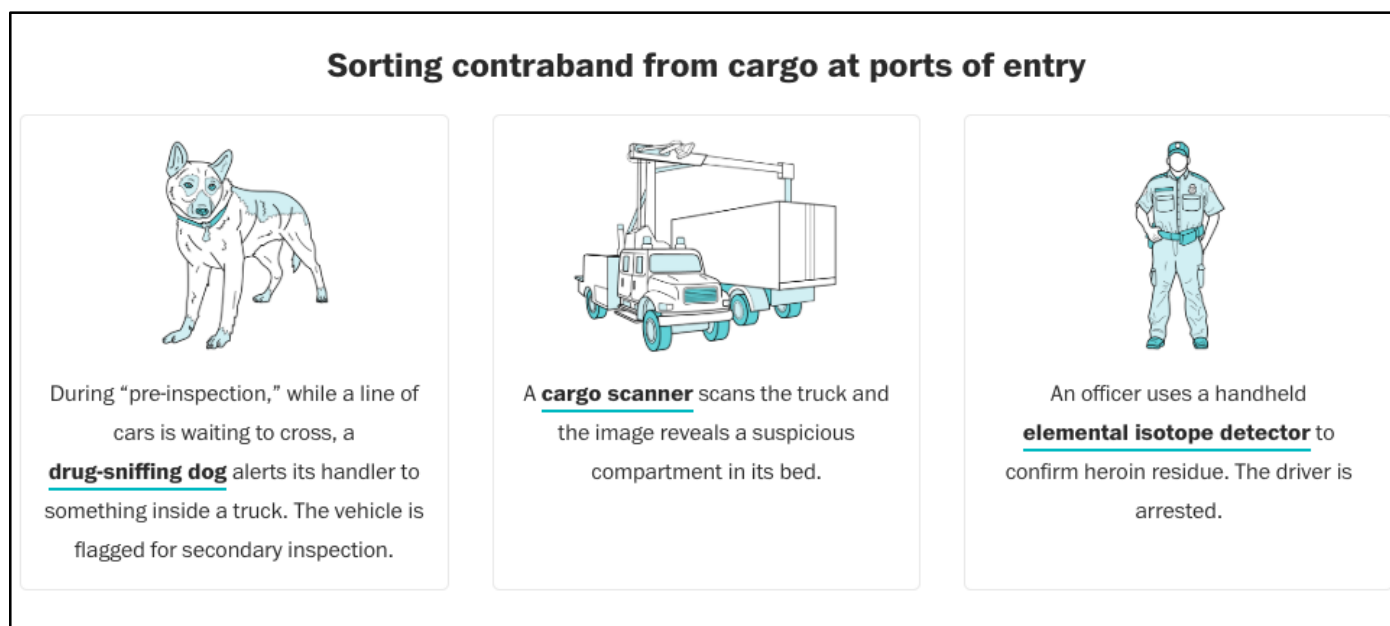 Sorting contraband from cargo at ports of entry
During “pre-inspection,” while a line of
cars is waiting to cross, a
drug-sniffing dog alerts its handler to
something inside a truck. The vehicle is
flagged for secondary inspection.
A cargo scanner scans the truck and
the image reveals a suspicious
compartment in its bed.
An officer uses a handheld
elemental isotope detector to
confirm heroin residue. The driver is
arrested.